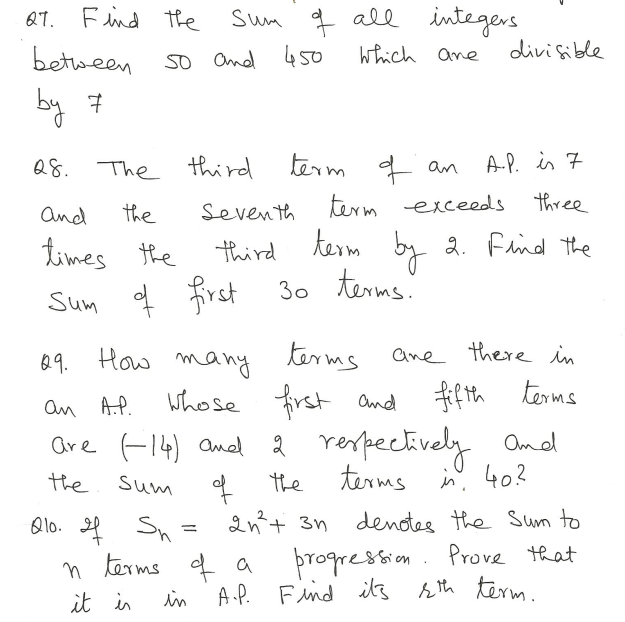 Q7. Find the sum of all integers
between 50 and 450 which are divisible
by 7
Q8. The third term of an A.P. is 7
and the seventh term exceeds three
times the third term by 2. Find the
sum of first 30 terms.
Q9. How many terms are there in
an A.P. whose first and fifth terms
are (-14) and 2 respectively and
the sum of the terms is 40?
Q10. If Sn = 2n²+ 3n denotes the sum to
n terms of a progression. Prove that
it is in A.P. Find its rth term.